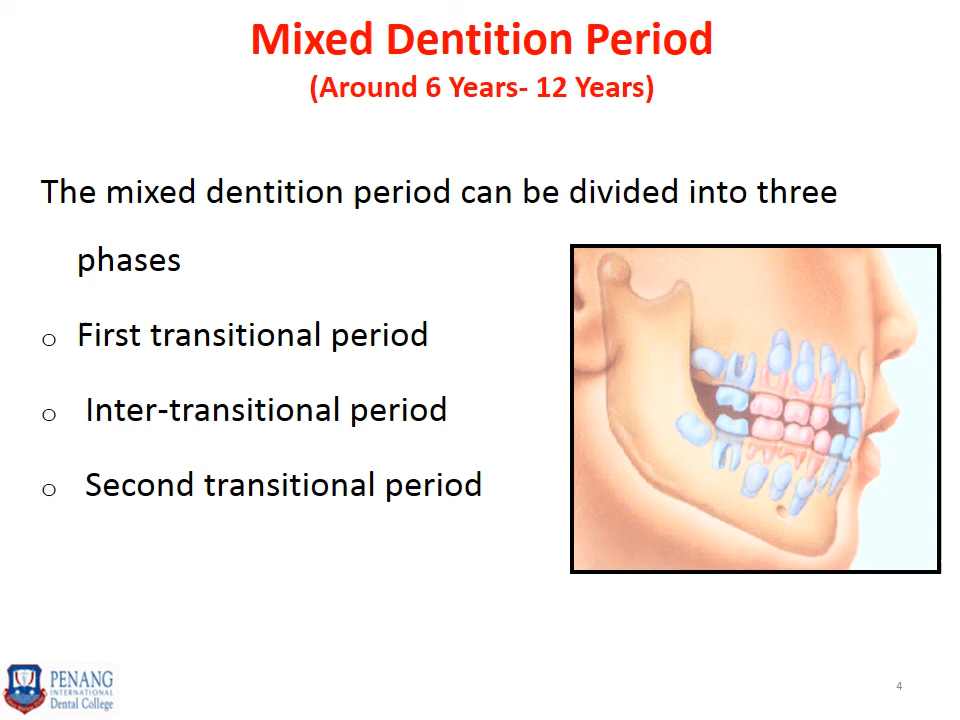 Mixed Dentition Period
(Around 6 Years- 12 Years)
The mixed dentition period can be divided into three
phases
o First transitional period
o Inter-transitional period
o Second transitional period
PENANG
INTERNATIONAL
Dental College
4